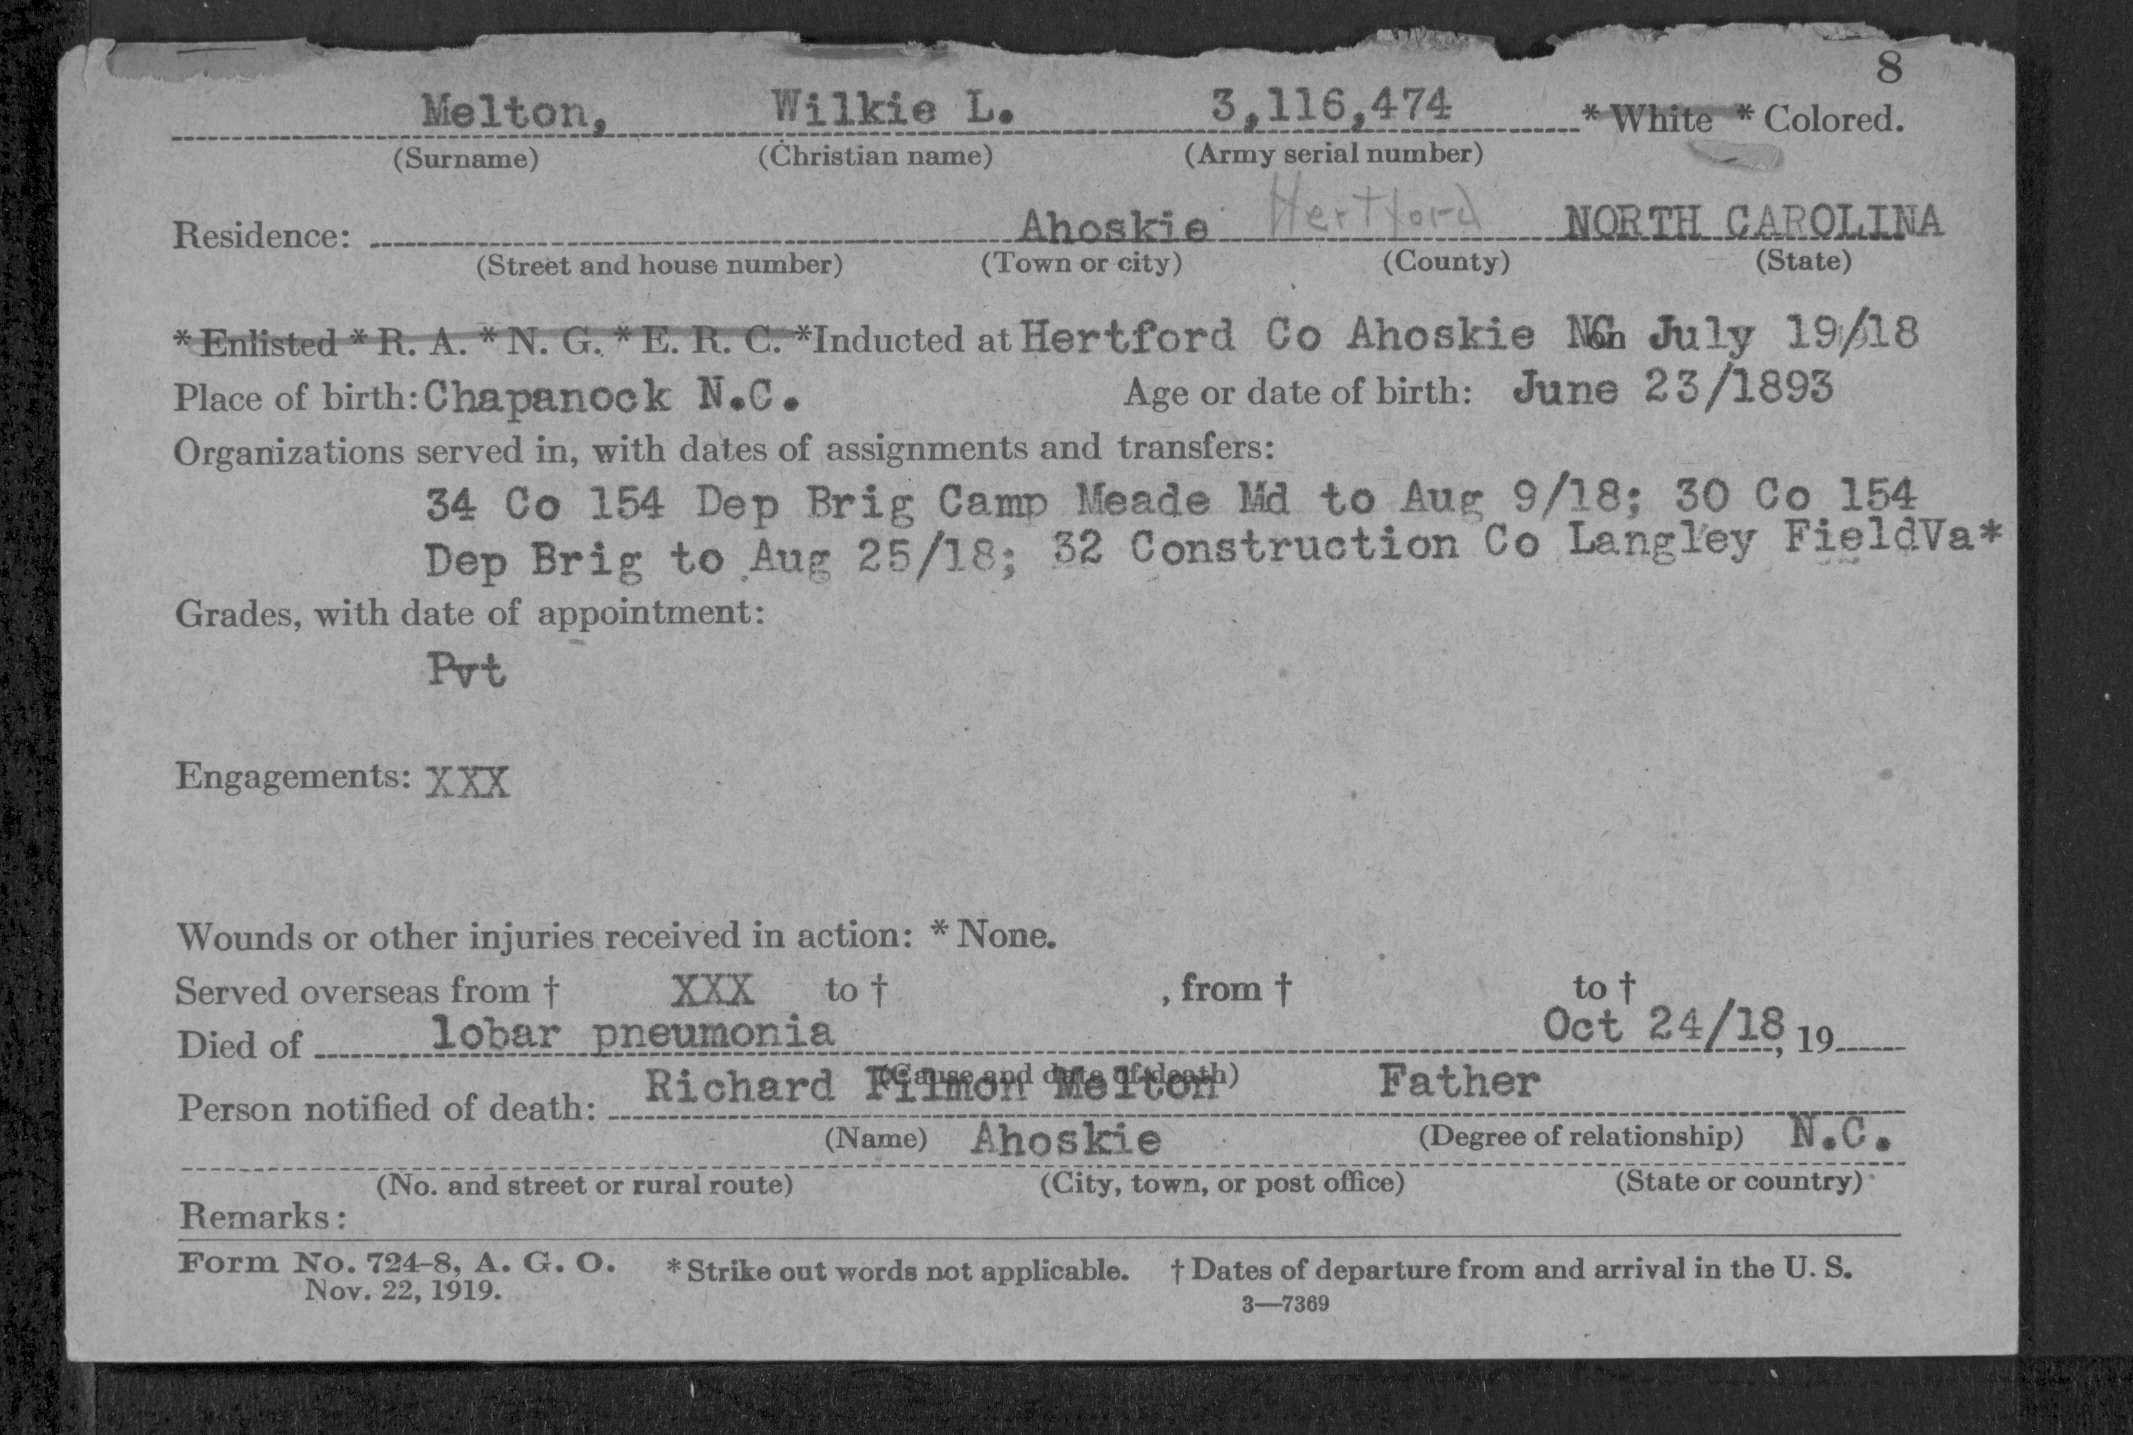 8
Melton, Wilkie L. 3,116,474 * White * Colored.
(Surname) (Christian name) (Army serial number)
Residence: Ahoskie Hertford NORTH CAROLINA
(Street and house number) (Town or city) (County) (State)
* Enlisted * R. A. * N. G. * E. R. C. *Inducted at Hertford Co Ahoskie NC on July 19/18
Place of birth: Chapanock N.C. Age or date of birth: June 23/1893
Organizations served in, with dates of assignments and transfers:
34 Co 154 Dep Brig Camp Meade Md to Aug 9/18; 30 Co 154
Dep Brig to Aug 25/18; 32 Construction Co Langley FieldVa*
Grades, with date of appointment:
Pvt
Engagements: XXX
Wounds or other injuries received in action: * None.
Served overseas from † XXX to † , from † to †
Died of lobar pneumonia Oct 24/18, 19
(Cause and date of death)
Person notified of death: Richard Filmon Melton Father
(Name) (Degree of relationship)
Ahoskie N.C.
(No. and street or rural route) (City, town, or post office) (State or country)
Remarks:
Form No. 724-8, A. G. O. * Strike out words not applicable. † Dates of departure from and arrival in the U. S.
Nov. 22, 1919. 3—7369